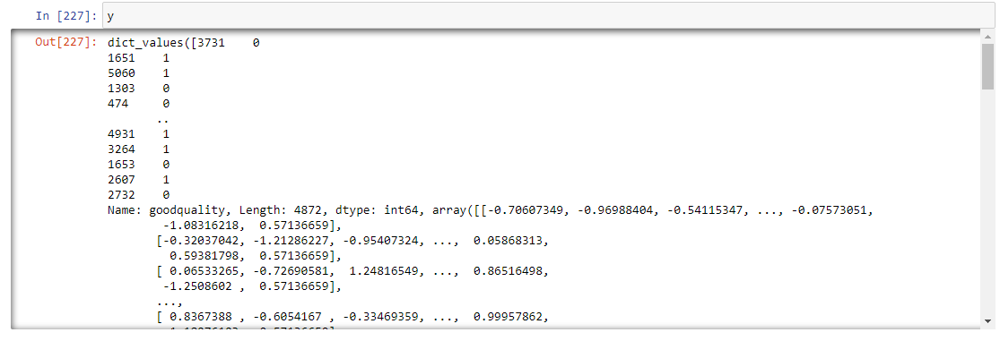 In [227]: y
Out[227]: dict_values([3731    0
1651    1
5060    1
1303    0
474     0
..
4931    1
3264    1
1653    0
2607    1
2732    0
Name: goodquality, Length: 4872, dtype: int64, array([[-0.70607349, -0.96988404, -0.54115347, ..., -0.07573051,
-1.08316218,  0.57136659],
[-0.32037042, -1.21286227, -0.95407324, ...,  0.05868313,
0.59381798,  0.57136659],
[ 0.06533265, -0.72690581,  1.24816549, ...,  0.86516498,
-1.2508602 ,  0.57136659],
...,
[ 0.8367388 , -0.6054167 , -0.33469359, ...,  0.99957862,